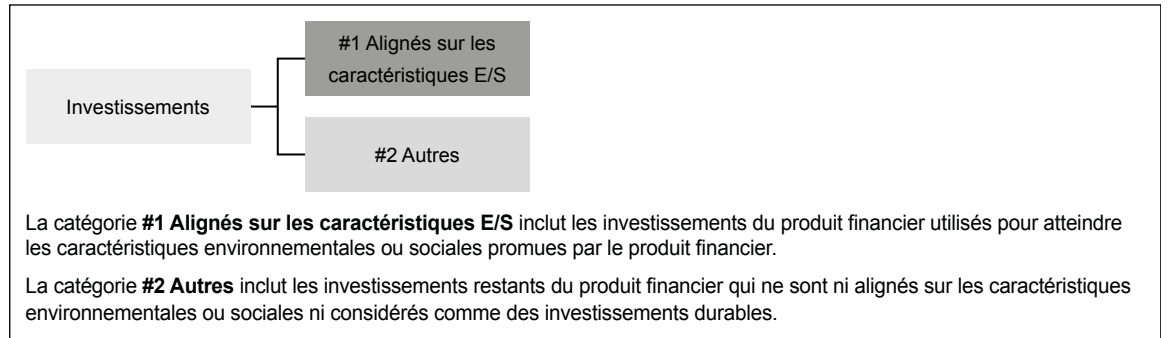 #1 Alignés sur les
caractéristiques E/S
Investissements
#2 Autres
La catégorie #1 Alignés sur les caractéristiques E/S inclut les investissements du produit financier utilisés pour atteindre
les caractéristiques environnementales ou sociales promues par le produit financier.
La catégorie #2 Autres inclut les investissements restants du produit financier qui ne sont ni alignés sur les caractéristiques
environnementales ou sociales ni considérés comme des investissements durables.